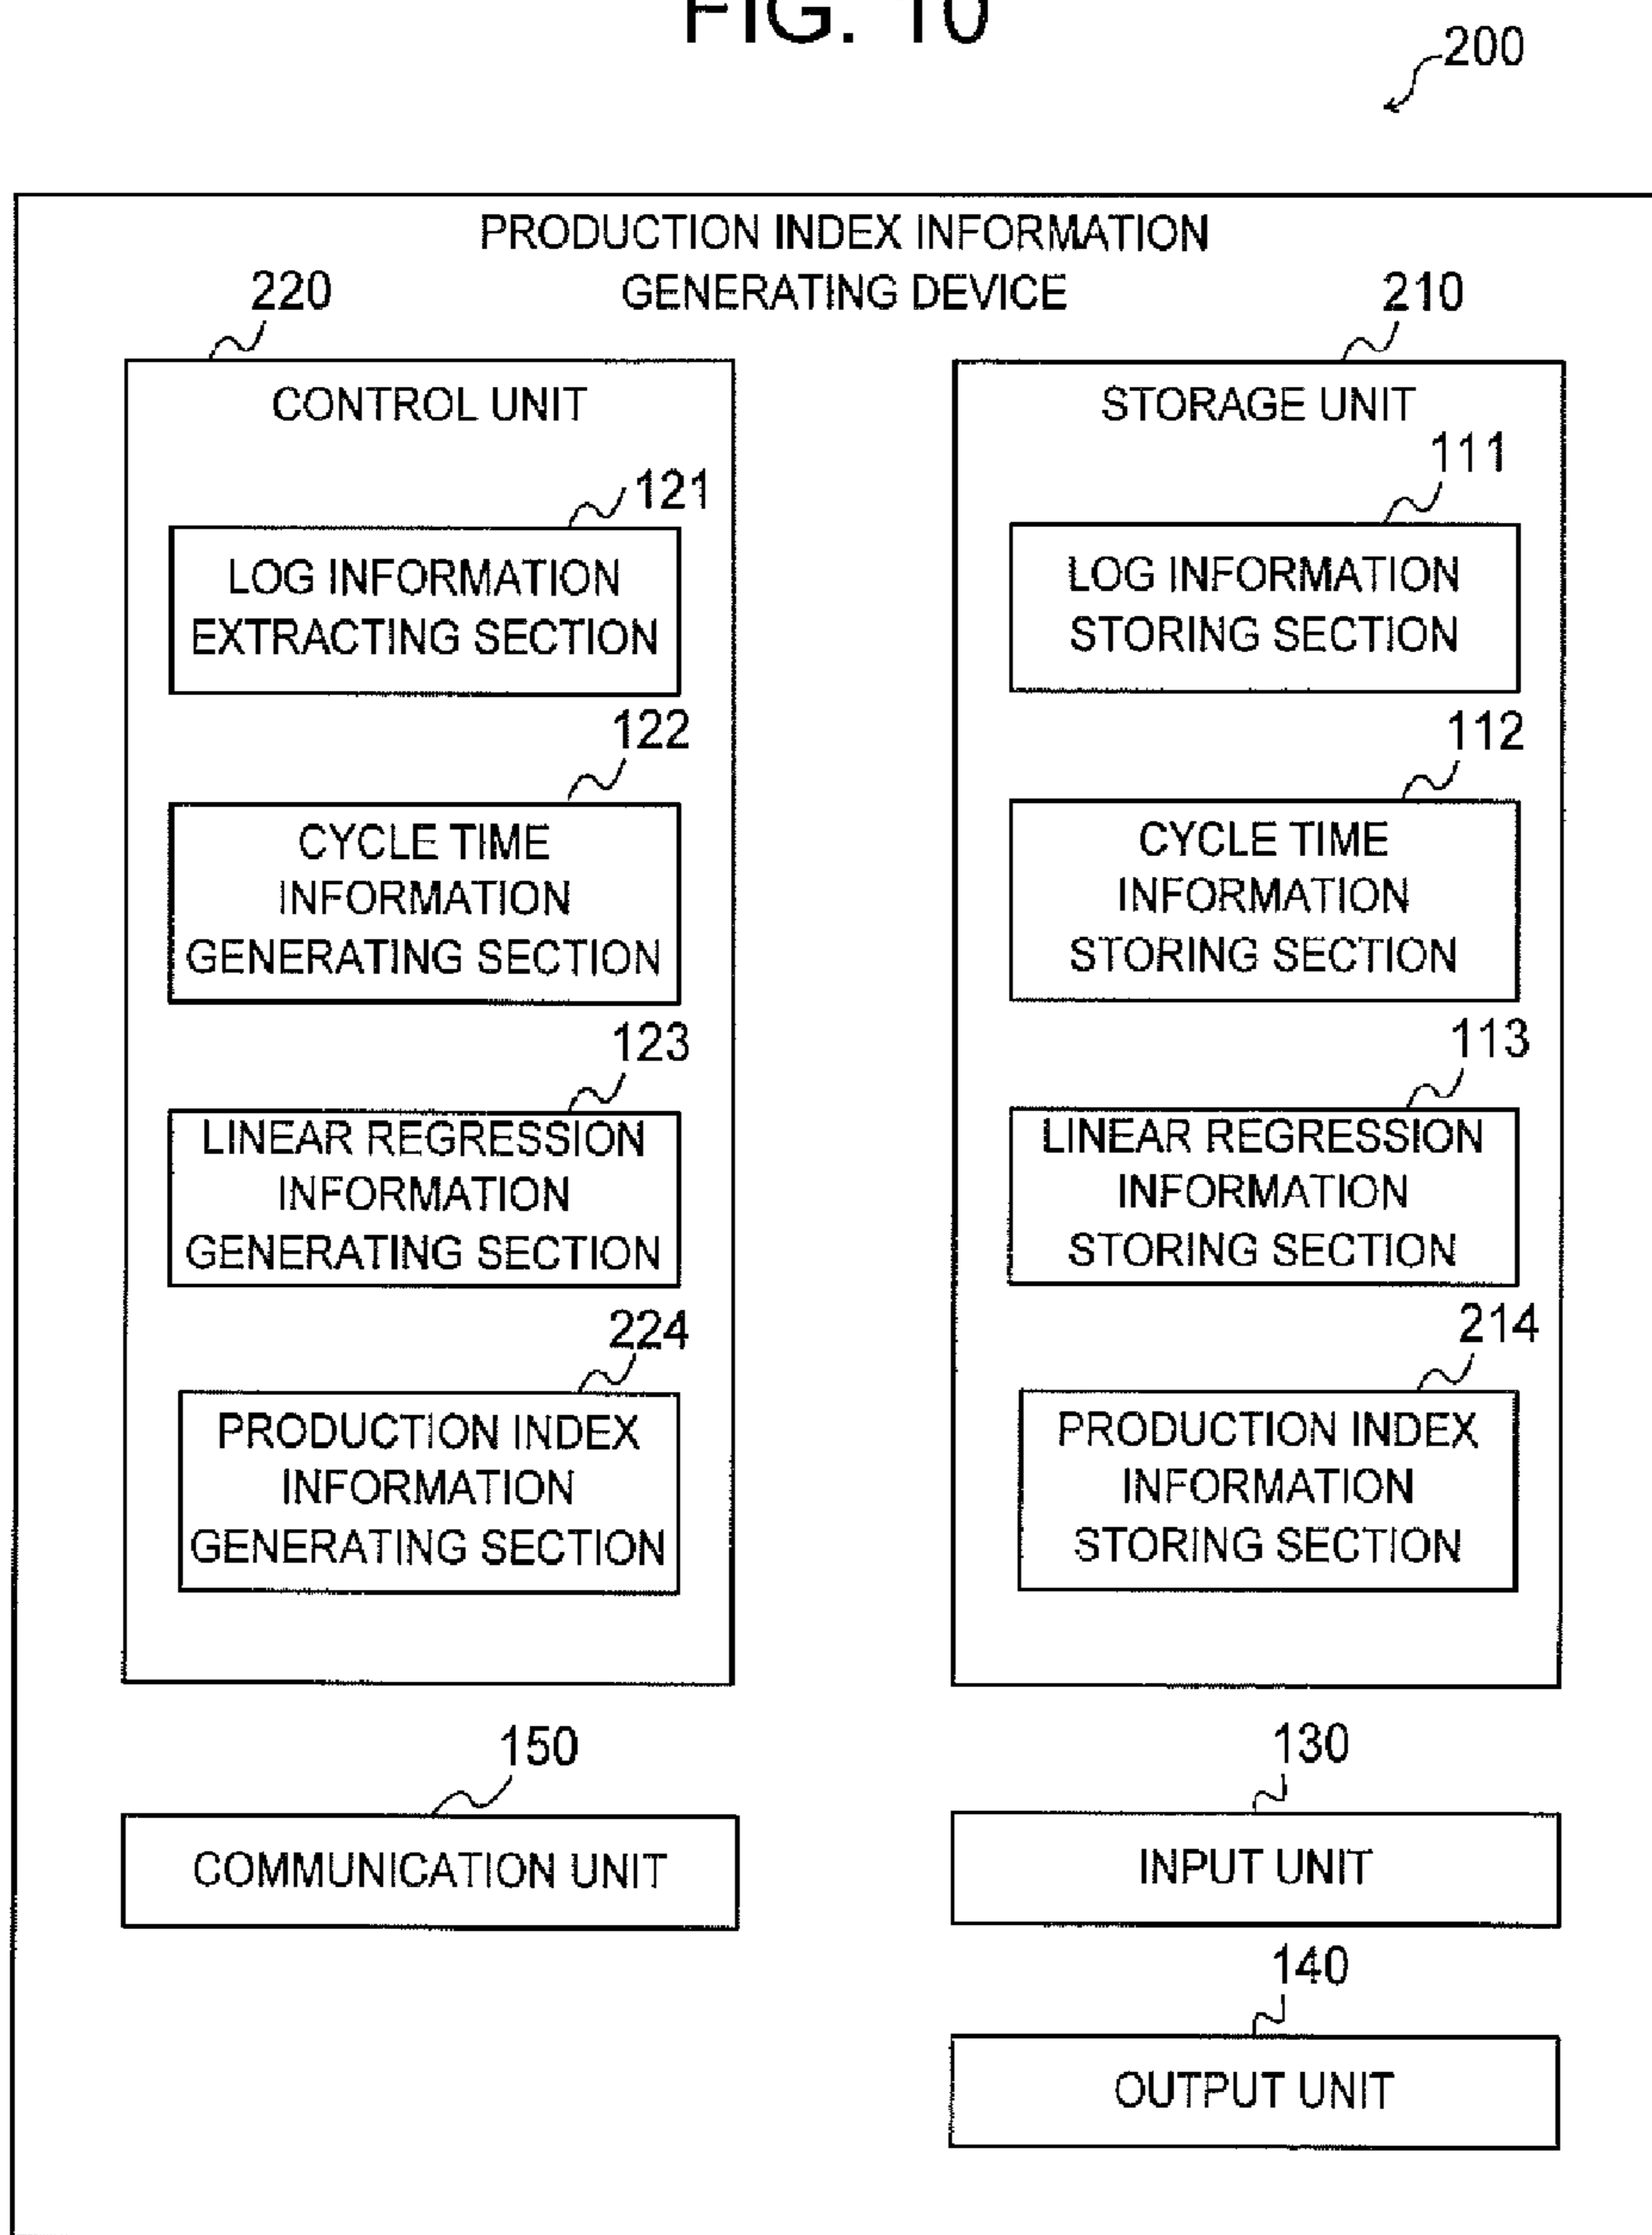 FIG. 10
200
PRODUCTION INDEX INFORMATION
GENERATING DEVICE
220
CONTROL UNIT
121
LOG INFORMATION
EXTRACTING SECTION
122
CYCLE TIME
INFORMATION
GENERATING SECTION
123
LINEAR REGRESSION
INFORMATION
GENERATING SECTION
224
PRODUCTION INDEX
INFORMATION
GENERATING SECTION
210
STORAGE UNIT
111
LOG INFORMATION
STORING SECTION
112
CYCLE TIME
INFORMATION
STORING SECTION
113
LINEAR REGRESSION
INFORMATION
STORING SECTION
214
PRODUCTION INDEX
INFORMATION
STORING SECTION
150
COMMUNICATION UNIT
130
INPUT UNIT
140
OUTPUT UNIT